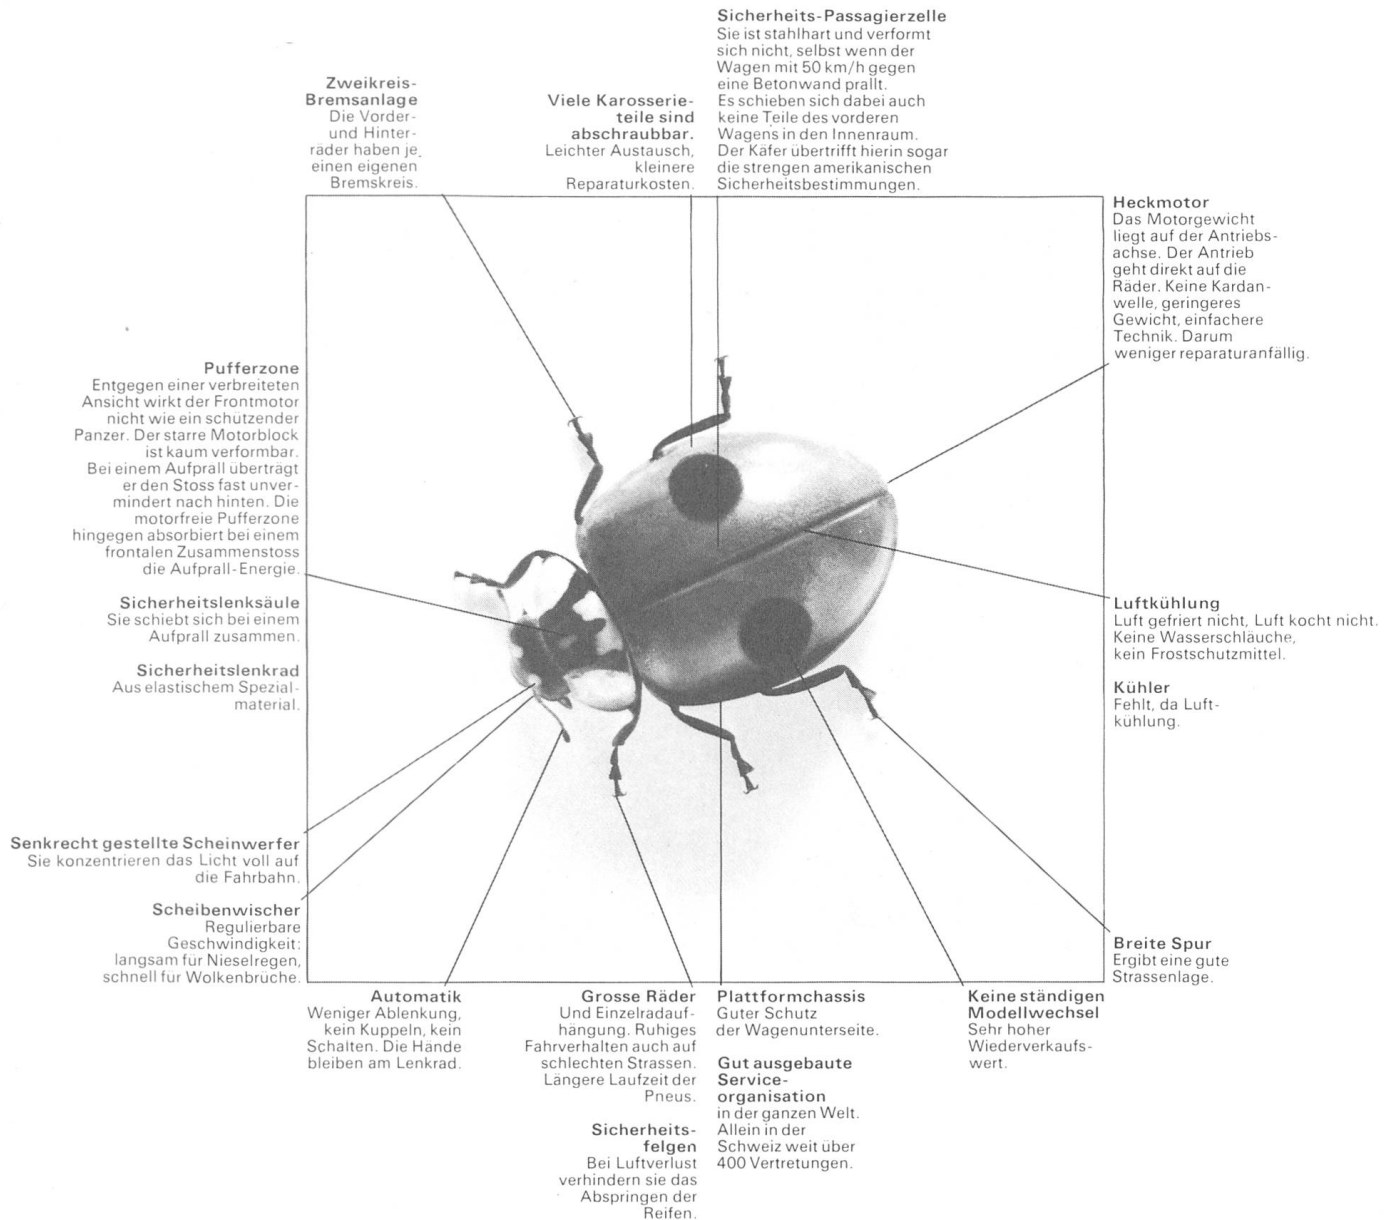 Sicherheits-Passagierzelle
Sie ist stahlhart und verformt
sich nicht, selbst wenn der
Wagen mit 50 km/h gegen
eine Betonwand prallt.
Es schieben sich dabei auch
keine Teile des vorderen
Wagens in den Innenraum.
Der Käfer übertrifft hierin sogar
die strengen amerikanischen
Sicherheitsbestimmungen.
Zweikreis-
Bremsanlage
Die Vorder-
und Hinter-
räder haben je
einen eigenen
Bremskreis.
Viele Karosserie-
teile sind
abschraubbar.
Leichter Austausch,
kleinere
Reparaturkosten.
Heckmotor
Das Motorgewicht
liegt auf der Antriebs-
achse. Der Antrieb
geht direkt auf die
Räder. Keine Kardan-
welle, geringeres
Gewicht, einfachere
Technik. Darum
weniger reparaturanfällig.
Pufferzone
Entgegen einer verbreiteten
Ansicht wirkt der Frontmotor
nicht wie ein schützender
Panzer. Der starre Motorblock
ist kaum verformbar.
Bei einem Aufprall überträgt
er den Stoss fast unver-
mindert nach hinten. Die
motorfreie Pufferzone
hingegen absorbiert bei einem
frontalen Zusammenstoss
die Aufprall-Energie.
Sicherheitslenksäule
Sie schiebt sich bei einem
Aufprall zusammen.
Sicherheitslenkrad
Aus elastischem Spezial-
material.
Luftkühlung
Luft gefriert nicht, Luft kocht nicht.
Keine Wasserschläuche,
kein Frostschutzmittel.
Kühler
Fehlt, da Luft-
kühlung.
Senkrecht gestellte Scheinwerfer
Sie konzentrieren das Licht voll auf
die Fahrbahn.
Scheibenwischer
Regulierbare
Geschwindigkeit:
langsam für Nieselregen,
schnell für Wolkenbrüche.
Breite Spur
Ergibt eine gute
Strassenlage.
Automatik
Weniger Ablenkung,
kein Kuppeln, kein
Schalten. Die Hände
bleiben am Lenkrad.
Grosse Räder
Und Einzelradauf-
hängung. Ruhiges
Fahrverhalten auch auf
schlechten Strassen.
Längere Laufzeit der
Pneus.
Sicherheits-
felgen
Bei Luftverlust
verhindern sie das
Abspringen der
Reifen.
Plattformchassis
Guter Schutz
der Wagenunterseite.
Gut ausgebaute
Service-
organisation
in der ganzen Welt.
Allein in der
Schweiz weit über
400 Vertretungen.
Keine ständigen
Modellwechsel
Sehr hoher
Wiederverkaufs-
wert.